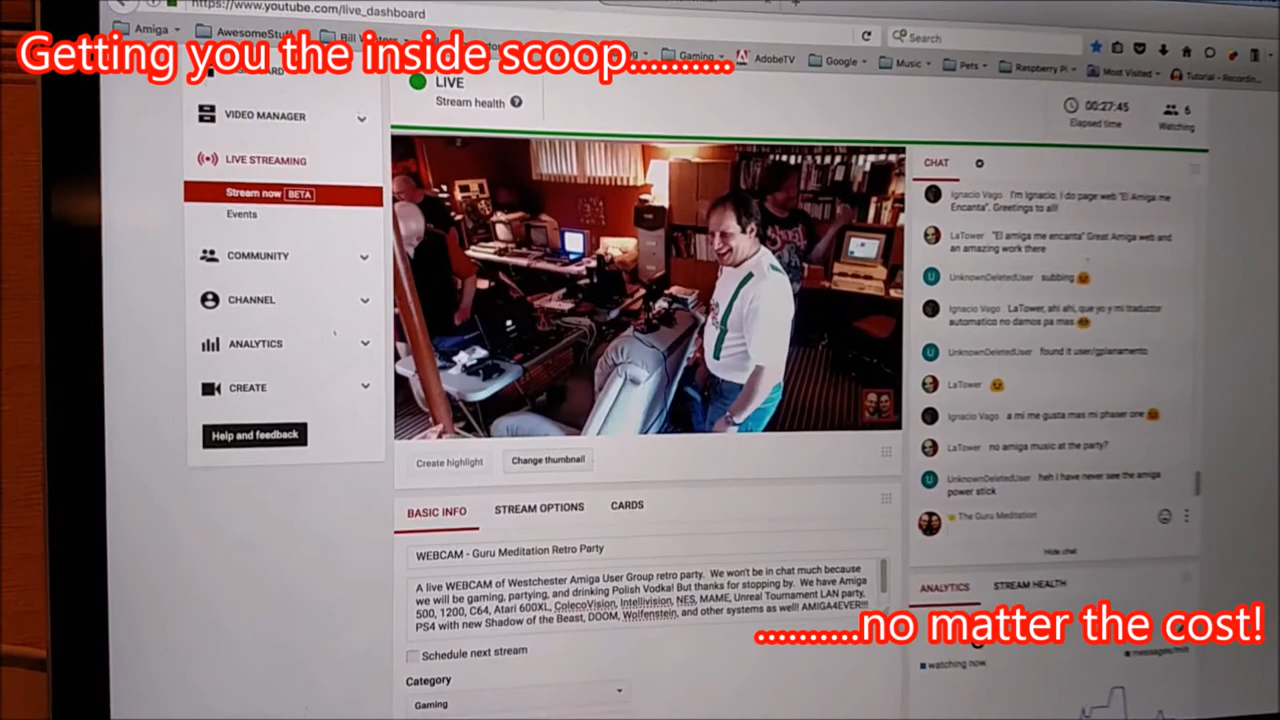 https://www.youtube.com/live_dashboard
Search
Amiga
AwesomeStuff
Gaming
AdobeTV
Google
Music
Pets
Raspberry Pi
Most Visited
Tutorial - Recordin...
Getting you the inside scoop..........
LIVE
Stream health
00:27:45
Elapsed time
6
Watching
VIDEO MANAGER
LIVE STREAMING
Stream now BETA
Events
COMMUNITY
CHANNEL
ANALYTICS
CREATE
Help and feedback
CHAT
Ignacio Vago I'm Ignacio. I do page web "El Amiga me
Encanta". Greetings to all!
LaTower "El amiga me encanta" Great Amiga web and
an amazing work there
UnknownDeletedUser subbing
Ignacio Vago LaTower, ahi ahi, que yo y mi traductor
automatico no damos pa mas
UnknownDeletedUser found it user/gplanamento
LaTower
Ignacio Vago a mi me gusta mas mi phaser one
LaTower no amiga music at the party?
UnknownDeletedUser heh I have never see the amiga
power stick
The Guru Meditation
Hide chat
Create highlight
Change thumbnail
BASIC INFO
STREAM OPTIONS
CARDS
WEBCAM - Guru Meditation Retro Party
A live WEBCAM of Westchester Amiga User Group retro party. We won't be in chat much because
we will be gaming, partying, and drinking Polish Vodka! But thanks for stopping by. We have Amiga
500, 1200, C64, Atari 600XL, ColecoVision, Intellivision, NES, MAME, Unreal Tournament LAN party,
PS4 with new Shadow of the Beast, DOOM, Wolfenstein, and other systems as well! AMIGA4EVER!!!
Schedule next stream
Category
Gaming
ANALYTICS
STREAM HEALTH
..........no matter the cost!
watching now
messages/min